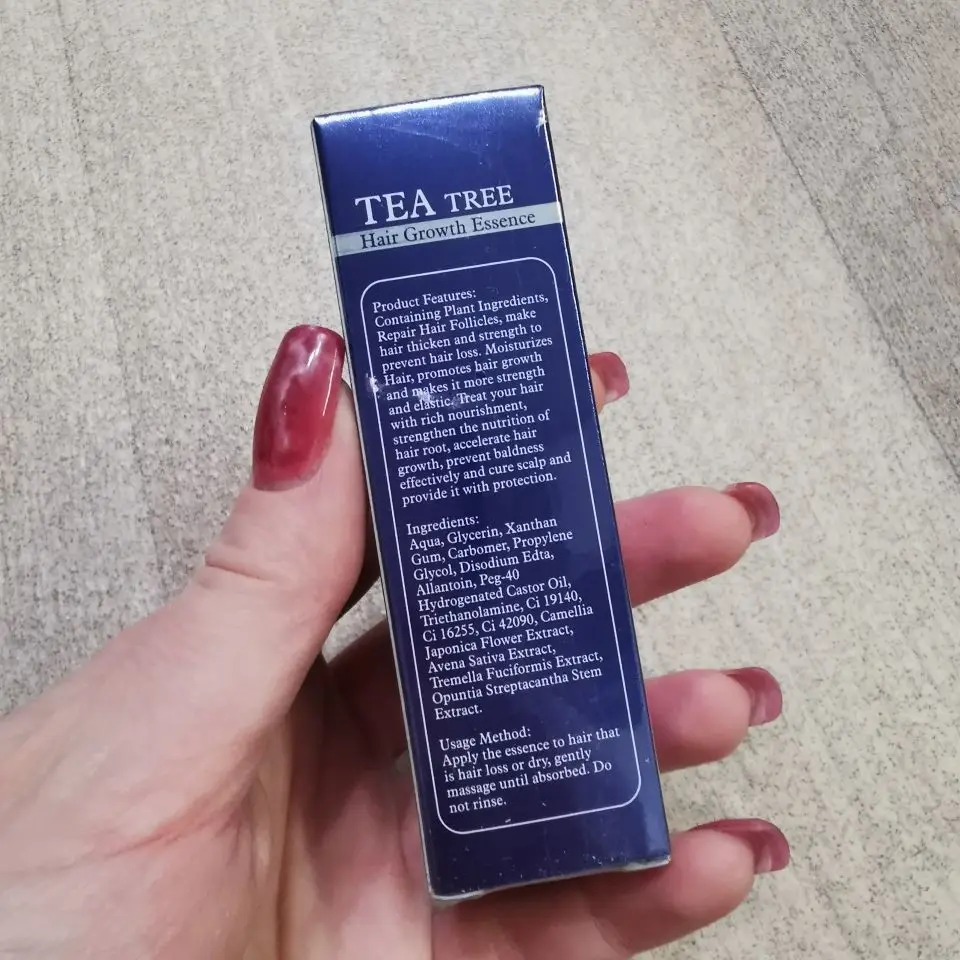 TEA TREE
Hair Growth Essence
Product Features:
Containing Plant Ingredients,
Repair Hair Follicles, make
hair thicken and strength to
prevent hair loss. Moisturizes
Hair, promotes hair growth
and makes it more strength
and elastic. Treat your hair
with rich nourishment,
strengthen the nutrition of
hair root, accelerate hair
growth, prevent baldness
effectively and cure scalp and
provide it with protection.
Ingredients:
Aqua, Glycerin, Xanthan
Gum, Carbomer, Propylene
Glycol, Disodium Edta,
Allantoin, Peg-40
Hydrogenated Castor Oil,
Triethanolamine, Ci 19140,
Ci 16255, Ci 42090, Camellia
Japonica Flower Extract,
Avena Sativa Extract,
Tremella Fuciformis Extract,
Opuntia Streptacantha Stem
Extract.
Usage Method:
Apply the essence to hair that
is hair loss or dry, gently
massage until absorbed. Do
not rinse.